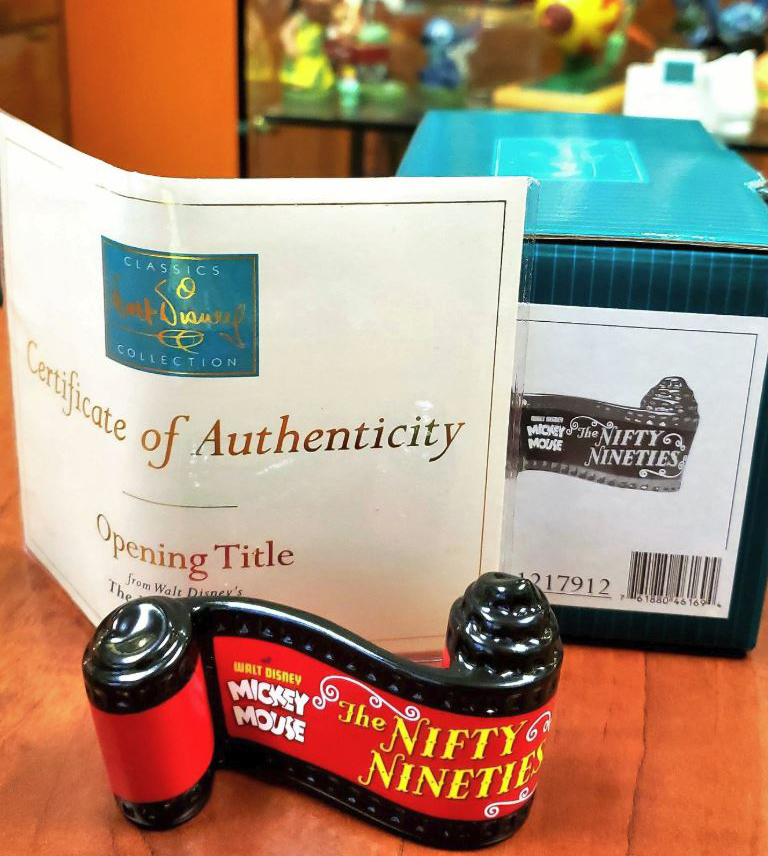 CLASSICS
Walt Disney
COLLECTION
Certificate of Authenticity
Opening Title
from Walt Disney's
The
WALT DISNEY
MICKEY
MOUSE
The NIFTY
NINETIES
1217912
WALT DISNEY
MICKEY
MOUSE
The NIFTY
NINETIES